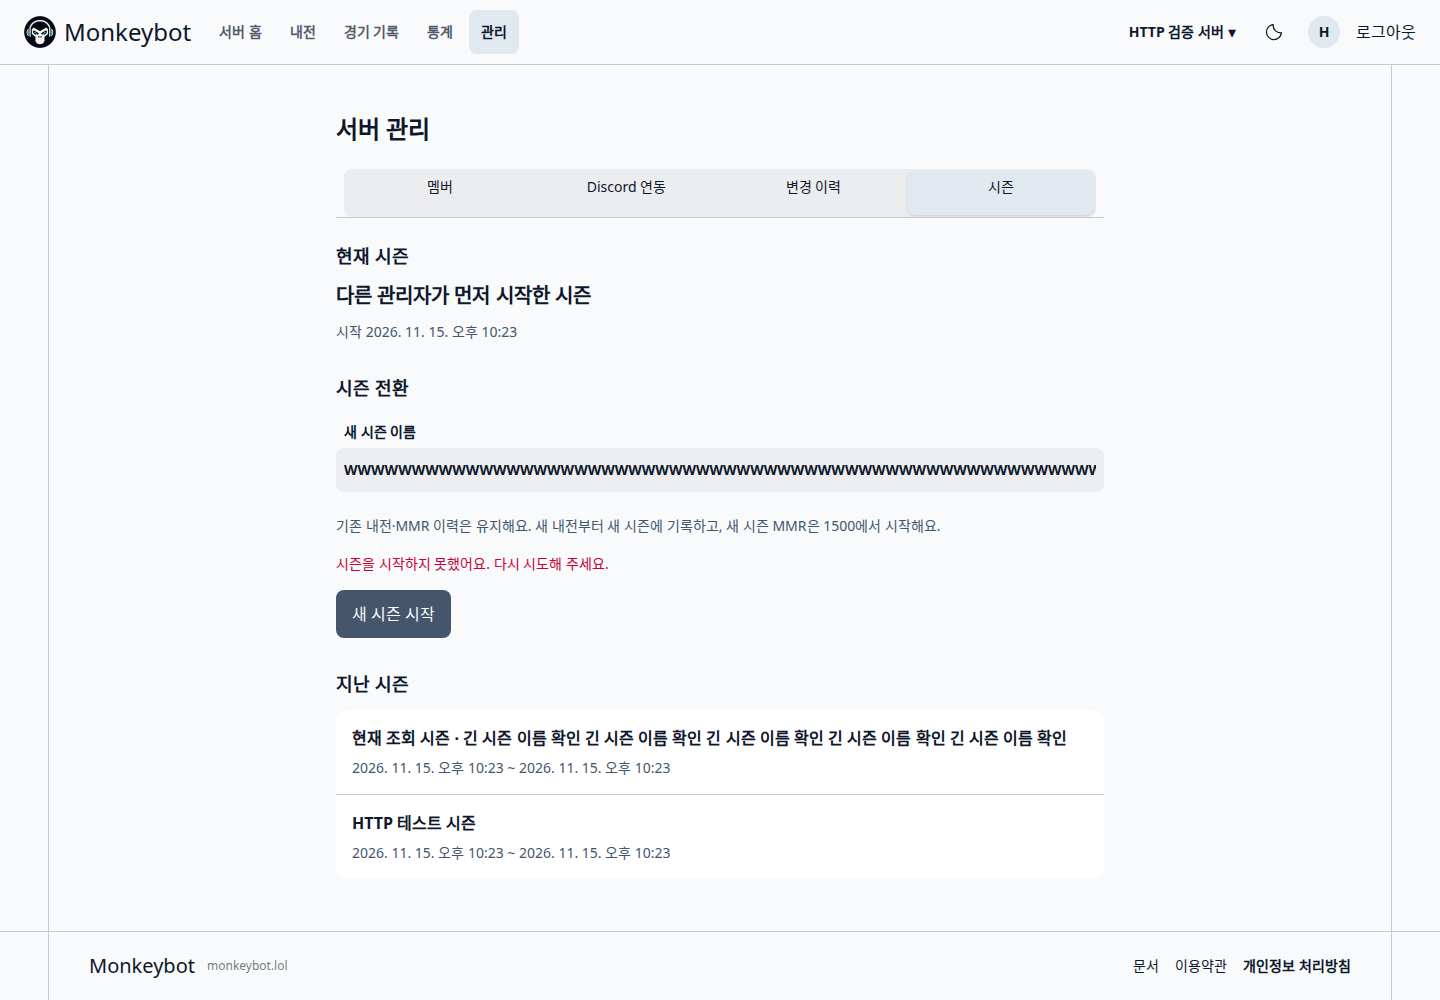 Monkeybot 서버 홈 내전 경기 기록 통계 관리 HTTP 검증 서버 ▾ H 로그아웃
서버 관리
멤버 Discord 연동 변경 이력 시즌
현재 시즌
다른 관리자가 먼저 시작한 시즌
시작 2026. 11. 15. 오후 10:23
시즌 전환
새 시즌 이름
기존 내전·MMR 이력은 유지해요. 새 내전부터 새 시즌에 기록하고, 새 시즌 MMR은 1500에서 시작해요.
시즌을 시작하지 못했어요. 다시 시도해 주세요.
새 시즌 시작
지난 시즌
현재 조회 시즌 · 긴 시즌 이름 확인 긴 시즌 이름 확인 긴 시즌 이름 확인 긴 시즌 이름 확인 긴 시즌 이름 확인
2026. 11. 15. 오후 10:23 ~ 2026. 11. 15. 오후 10:23
HTTP 테스트 시즌
2026. 11. 15. 오후 10:23 ~ 2026. 11. 15. 오후 10:23
Monkeybot monkeybot.lol 문서 이용약관 개인정보 처리방침